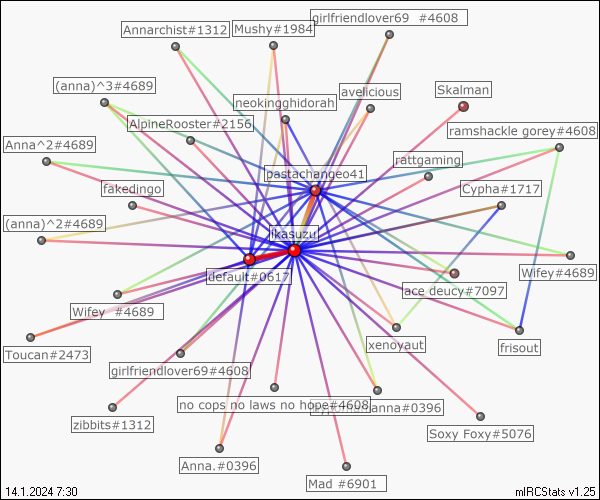 girlfriendlover69 #4608
Annarchist#1312
Mushy#1984
(anna)^3#4689
avelicious
Skalman
neokingghidorah
AlpineRooster#2156
ramshackle gorey#4608
Anna^2#4689
rattgaming
pastachangeo41
fakedingo
Cypha#1717
(anna)^2#4689
ikasuzu
default#0617
Wifey#4689
ace deucy#7097
Wifey #4689
xenoyaut
frisout
Toucan#2473
girlfriendlover69#4608
no cops no laws no hope#4608
anna#0396
zibbits#1312
Soxy Foxy#5076
Anna.#0396
Mad #6901
14.1.2024 7:30
mIRCStats v1.25